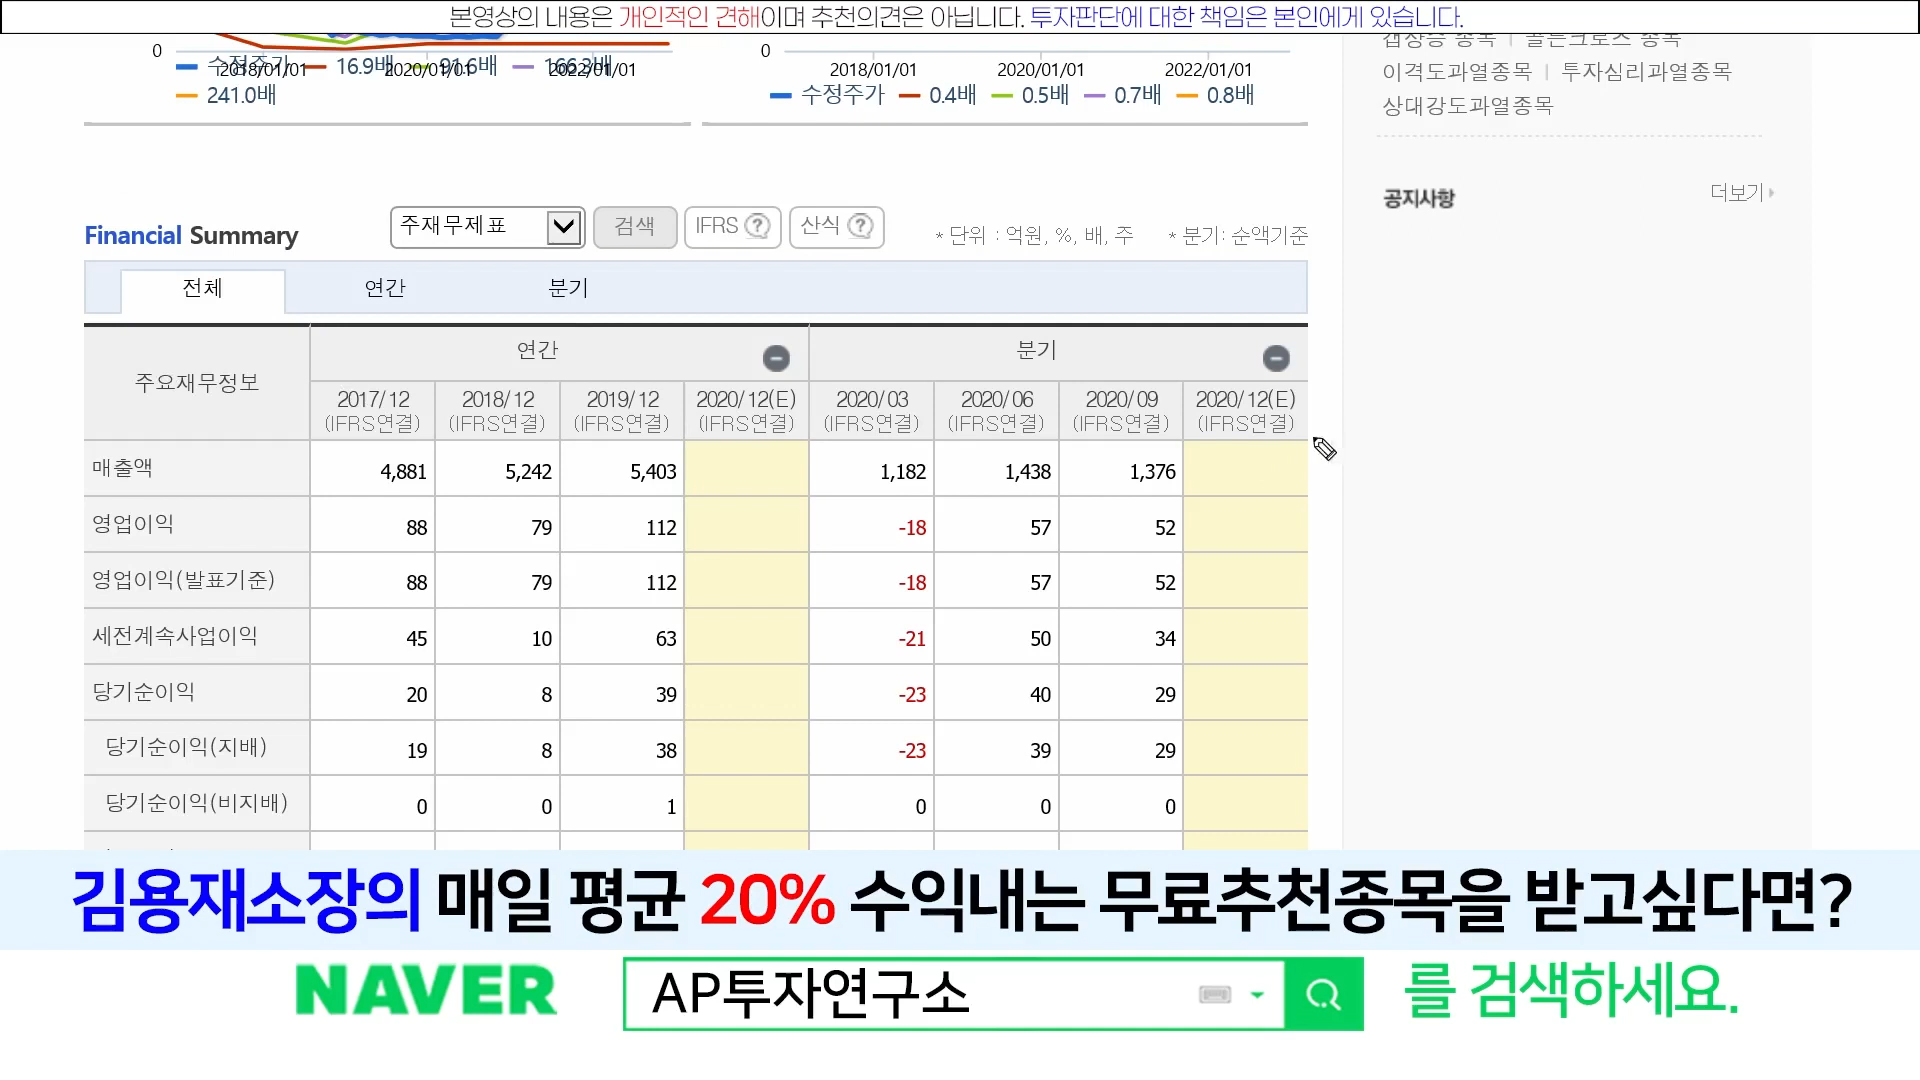 본영상의 내용은 개인적인 견해이며 추천의견은 아닙니다. 투자판단에 대한 책임은 본인에게 있습니다.
갭상승 종목 | 골든크로스 종목
이격도과열종목 | 투자심리과열종목
상대강도과열종목
0
2018/01/01 2020/01/01 2022/01/01
수정주가 16.9배 91.6배 166.3배
241.0배
0
2018/01/01 2020/01/01 2022/01/01
수정주가 0.4배 0.5배 0.7배 0.8배
공지사항 더보기
Financial Summary 주재무제표 검색 IFRS ? 산식 ? * 단위 : 억원, %, 배, 주 * 분기: 순액기준
전체 연간 분기
주요재무정보 연간 분기
2017/12 2018/12 2019/12 2020/12(E) 2020/03 2020/06 2020/09 2020/12(E)
(IFRS연결) (IFRS연결) (IFRS연결) (IFRS연결) (IFRS연결) (IFRS연결) (IFRS연결) (IFRS연결)
매출액 4,881 5,242 5,403 1,182 1,438 1,376
영업이익 88 79 112 -18 57 52
영업이익(발표기준) 88 79 112 -18 57 52
세전계속사업이익 45 10 63 -21 50 34
당기순이익 20 8 39 -23 40 29
당기순이익(지배) 19 8 38 -23 39 29
당기순이익(비지배) 0 0 1 0 0 0
김용재소장의 매일 평균 20% 수익내는 무료추천종목을 받고싶다면?
NAVER AP투자연구소 를 검색하세요.